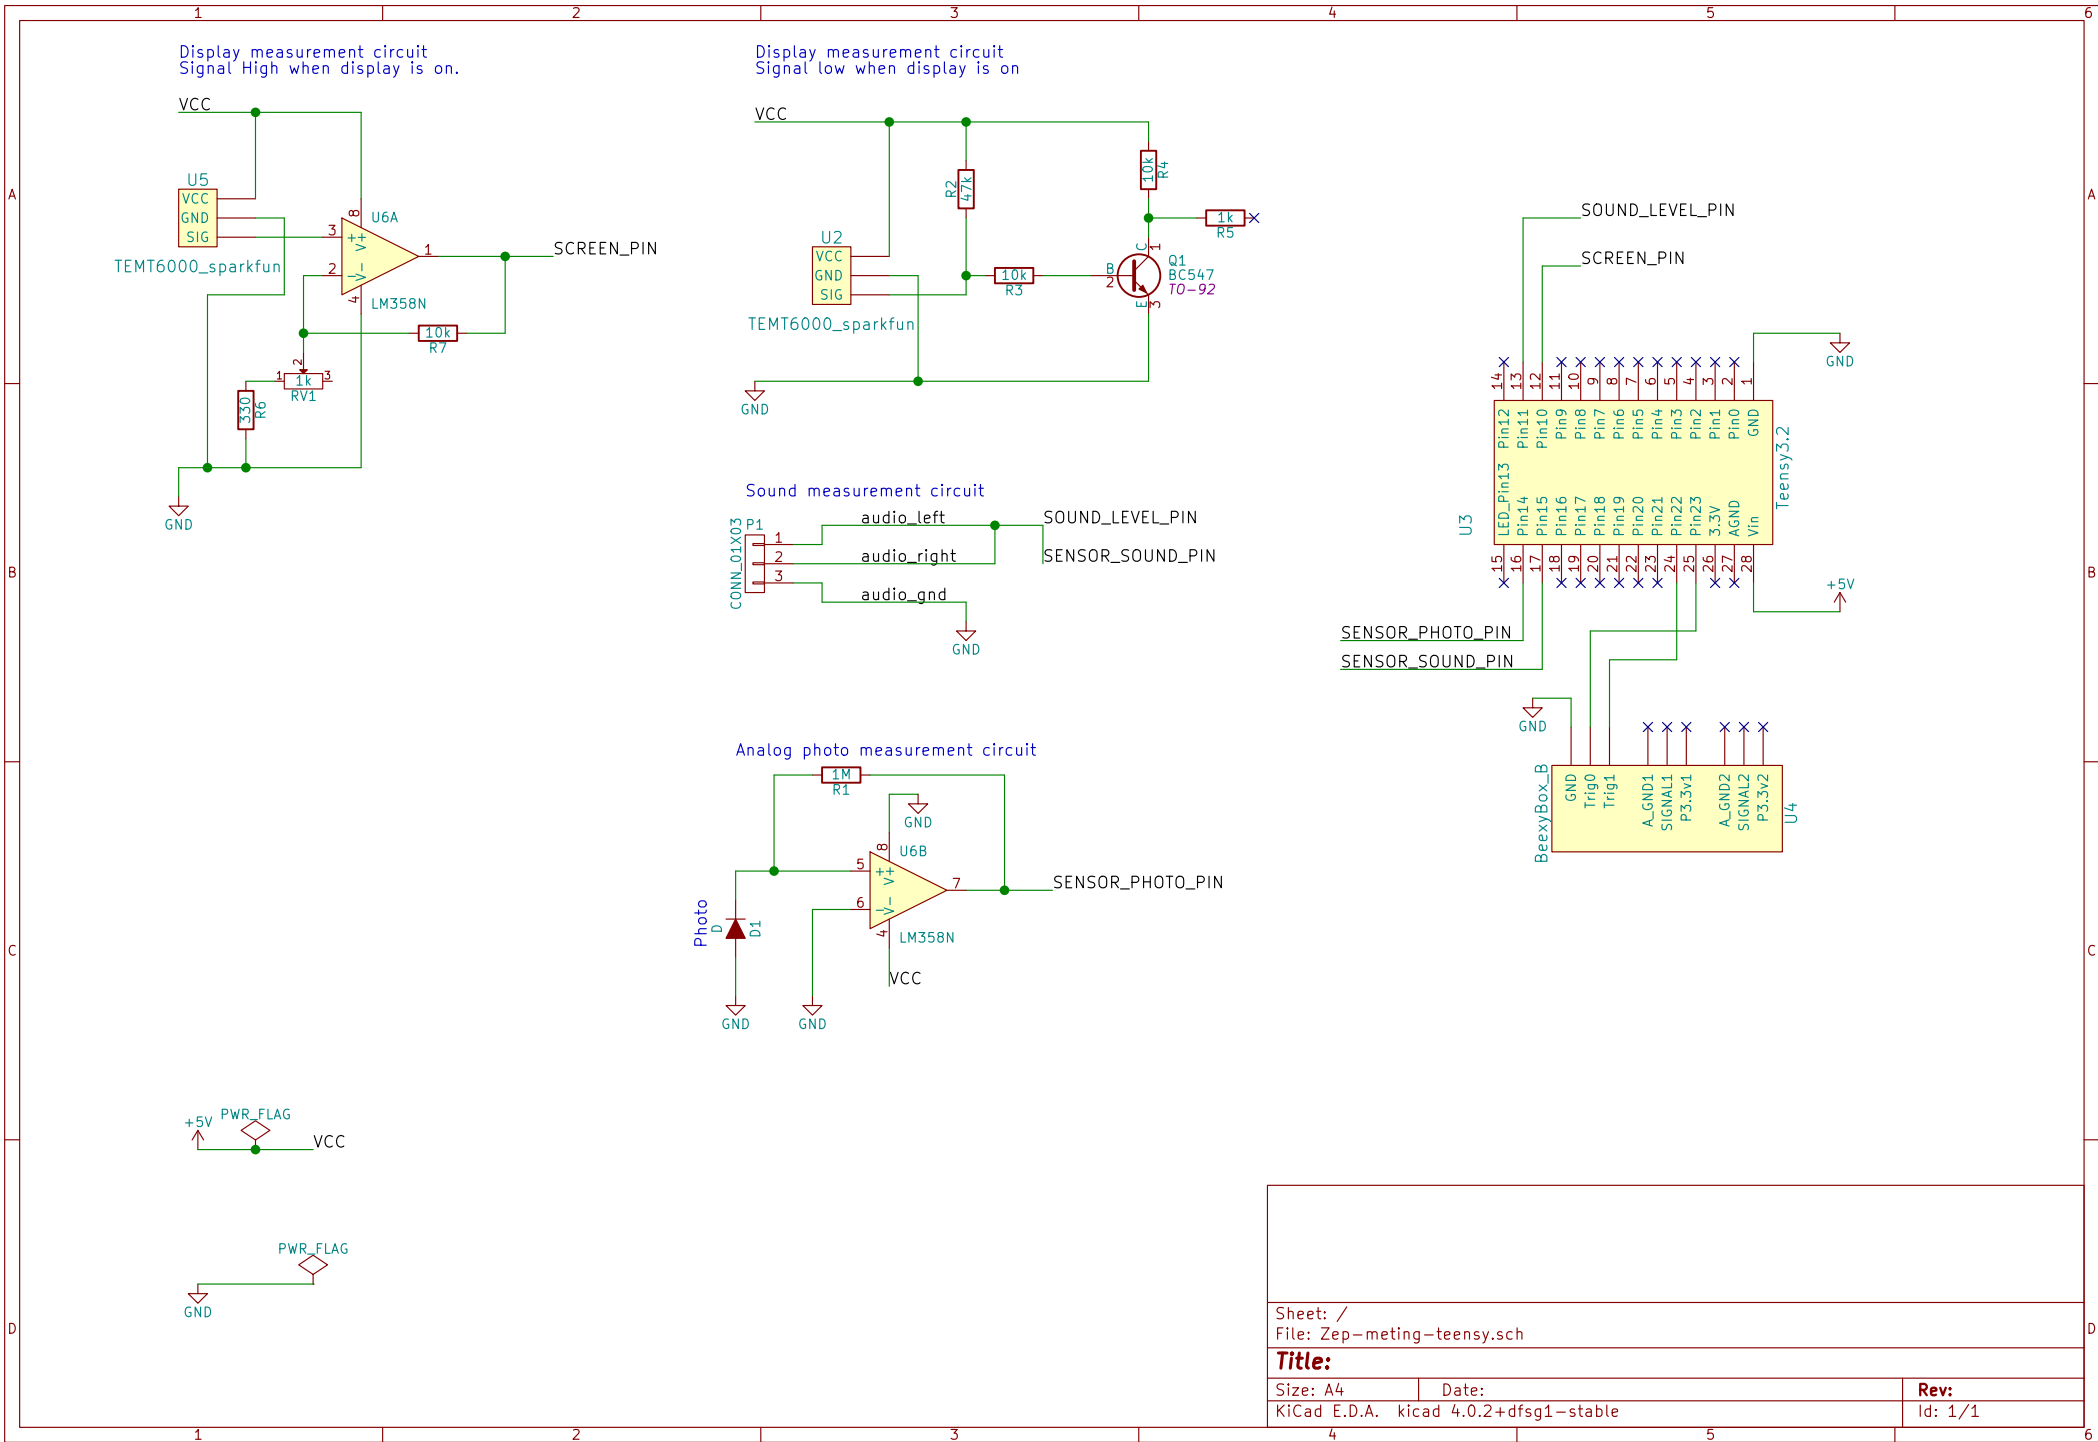 1 2 3 4 5 6
Display measurement circuit
Signal High when display is on.
VCC
U5
VCC
GND
SIG
TEMT6000_sparkfun
3
2
8
4
1
+
-
V+
V-
U6A
LM358N
SCREEN_PIN
10k
R7
1
2
3
1k
RV1
330
R6
GND
Display measurement circuit
Signal low when display is on
VCC
R2
47k
10k
R4
1k
R5
U2
VCC
GND
SIG
TEMT6000_sparkfun
10k
R3
B
2
C
1
E
3
Q1
BC547
TO-92
GND
Sound measurement circuit
P1
CONN_01X03
1
2
3
audio_left
audio_right
audio_gnd
SOUND_LEVEL_PIN
SENSOR_SOUND_PIN
GND
Analog photo measurement circuit
1M
R1
GND
8
U6B
5
6
+
-
V+
V-
7
4
LM358N
SENSOR_PHOTO_PIN
VCC
Photo
D
D1
GND
GND
SOUND_LEVEL_PIN
SCREEN_PIN
GND
14 13 12 11 10 9 8 7 6 5 4 3 2 1
Pin12 Pin11 Pin10 Pin9 Pin8 Pin7 Pin6 Pin5 Pin4 Pin3 Pin2 Pin1 Pin0 GND
Teensy3.2
U3
LED_Pin13 Pin14 Pin15 Pin16 Pin17 Pin18 Pin19 Pin20 Pin21 Pin22 Pin23 3.3V AGND Vin
15 16 17 18 19 20 21 22 23 24 25 26 27 28
+5V
SENSOR_PHOTO_PIN
SENSOR_SOUND_PIN
GND
BeexyBox_B
GND Trig0 Trig1 A_GND1 SIGNAL1 P3.3v1 A_GND2 SIGNAL2 P3.3v2
U4
+5V
PWR_FLAG
VCC
PWR_FLAG
GND
A
B
C
D
A
B
C
D
Sheet: /
File: Zep-meting-teensy.sch
Title:
Size: A4 Date: Rev:
KiCad E.D.A. kicad 4.0.2+dfsg1-stable Id: 1/1
1 2 3 4 5 6